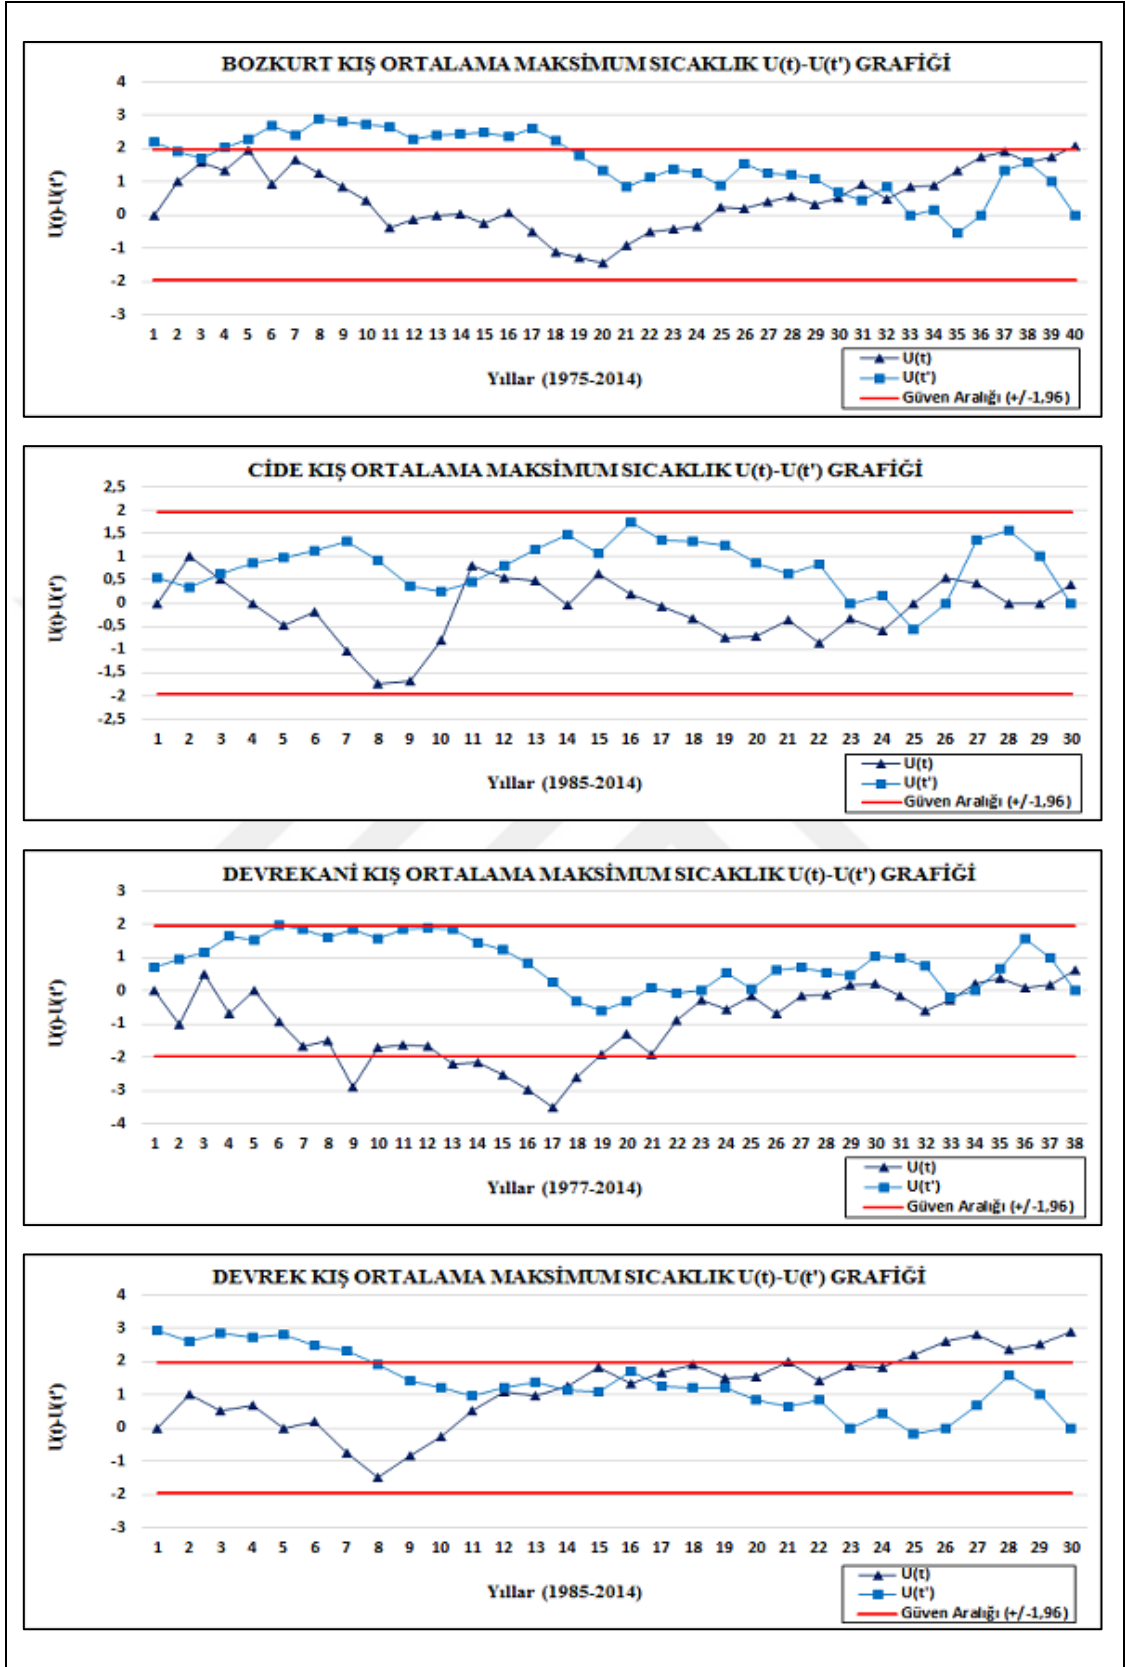 BOZKURT KIŞ ORTALAMA MAKSİMUM SICAKLIK U(t)-U(t') GRAFİĞİ
4
3
2
1
0
-1
-2
-3
U(t)-U(t')
1 2 3 4 5 6 7 8 9 10 11 12 13 14 15 16 17 18 19 20 21 22 23 24 25 26 27 28 29 30 31 32 33 34 35 36 37 38 39 40
Yıllar (1975-2014)
U(t)
U(t')
Güven Aralığı (+/-1,96)
CİDE KIŞ ORTALAMA MAKSİMUM SICAKLIK U(t)-U(t') GRAFİĞİ
2,5
2
1,5
1
0,5
0
-0,5
-1
-1,5
-2
-2,5
U(t)-U(t')
1 2 3 4 5 6 7 8 9 10 11 12 13 14 15 16 17 18 19 20 21 22 23 24 25 26 27 28 29 30
Yıllar (1985-2014)
U(t)
U(t')
Güven Aralığı (+/-1,96)
DEVREKANİ KIŞ ORTALAMA MAKSİMUM SICAKLIK U(t)-U(t') GRAFİĞİ
3
2
1
0
-1
-2
-3
-4
U(t)-U(t')
1 2 3 4 5 6 7 8 9 10 11 12 13 14 15 16 17 18 19 20 21 22 23 24 25 26 27 28 29 30 31 32 33 34 35 36 37 38
Yıllar (1977-2014)
U(t)
U(t')
Güven Aralığı (+/-1,96)
DEVREK KIŞ ORTALAMA MAKSİMUM SICAKLIK U(t)-U(t') GRAFİĞİ
4
3
2
1
0
-1
-2
-3
U(t)-U(t')
1 2 3 4 5 6 7 8 9 10 11 12 13 14 15 16 17 18 19 20 21 22 23 24 25 26 27 28 29 30
Yıllar (1985-2014)
U(t)
U(t')
Güven Aralığı (+/-1,96)